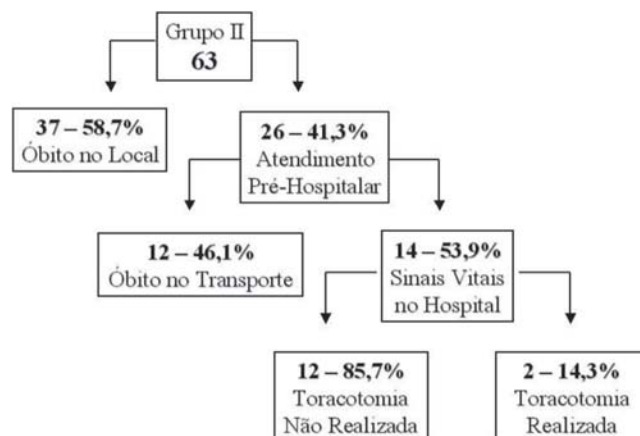 Grupo II
63
37 – 58,7%
Óbito no Local
26 – 41,3%
Atendimento
Pré-Hospitalar
12 – 46,1%
Óbito no Transporte
14 – 53,9%
Sinais Vitais
no Hospital
12 – 85,7%
Toracotomia
Não Realizada
2 – 14,3%
Toracotomia
Realizada